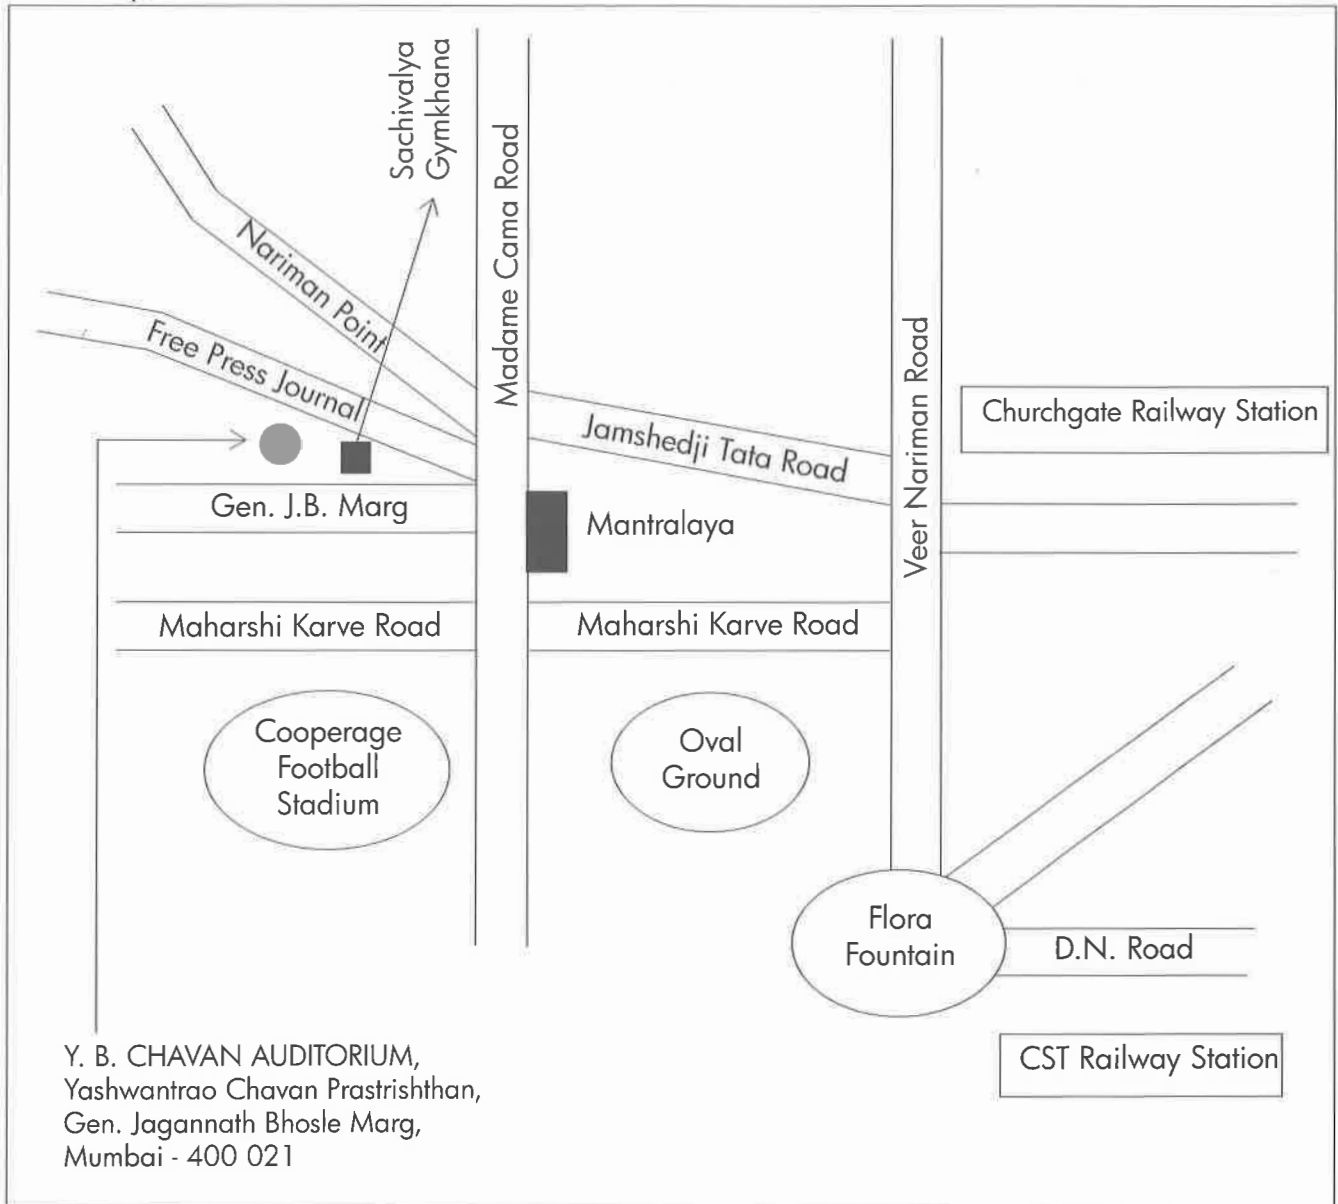 Sachivalya
Gymkhana
Madame Cama Road
Nariman Point
Free Press Journal
Veer Nariman Road
Churchgate Railway Station
Jamshedji Tata Road
Gen. J.B. Marg
Mantralaya
Maharshi Karve Road
Maharshi Karve Road
Cooperage
Football
Stadium
Oval
Ground
Flora
Fountain
D.N. Road
CST Railway Station
Y. B. CHAVAN AUDITORIUM,
Yashwantrao Chavan Prastrishthan,
Gen. Jagannath Bhosle Marg,
Mumbai - 400 021